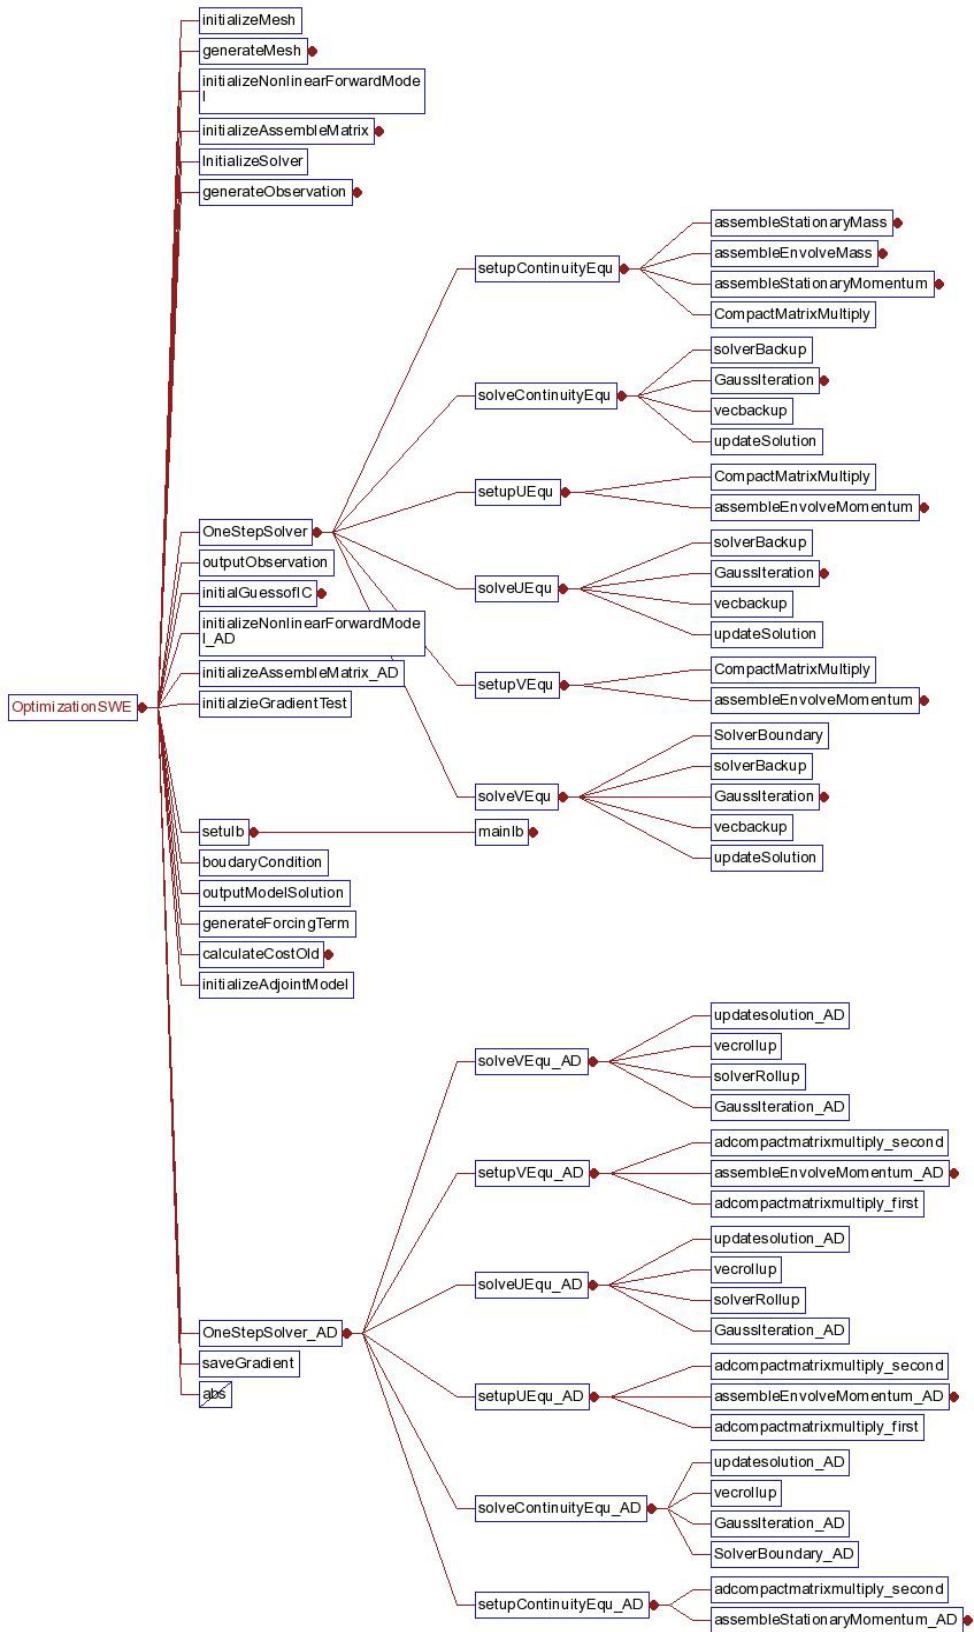 initializeMesh
generateMesh
initializeNonlinearForwardMode
l
initializeAssembleMatrix
InitializeSolver
generateObservation
assembleStationaryMass
assembleEnvolveMass
setupContinuityEqu
assembleStationaryMomentum
CompactMatrixMultiply
solverBackup
GaussIteration
solveContinuityEqu
vecbackup
updateSolution
CompactMatrixMultiply
setupUEqu
assembleEnvolveMomentum
OneStepSolver
solverBackup
outputObservation
GaussIteration
solveUEqu
initialGuessofIC
vecbackup
initializeNonlinearForwardMode
l_AD
updateSolution
initializeAssembleMatrix_AD
CompactMatrixMultiply
setupVEqu
OptimizationSWE
initialzieGradientTest
assembleEnvolveMomentum
SolverBoundary
solverBackup
solveVEqu
GaussIteration
setulb
mainlb
vecbackup
boudaryCondition
updateSolution
outputModelSolution
generateForcingTerm
calculateCostOld
initializeAdjointModel
updatesolution_AD
vecrollup
solveVEqu_AD
solverRollup
GaussIteration_AD
adcompactmatrixmultiply_second
setupVEqu_AD
assembleEnvolveMomentum_AD
adcompactmatrixmultiply_first
updatesolution_AD
vecrollup
solveUEqu_AD
solverRollup
OneStepSolver_AD
GaussIteration_AD
saveGradient
adcompactmatrixmultiply_second
abs
setupUEqu_AD
assembleEnvolveMomentum_AD
adcompactmatrixmultiply_first
updatesolution_AD
vecrollup
solveContinuityEqu_AD
GaussIteration_AD
SolverBoundary_AD
adcompactmatrixmultiply_second
setupContinuityEqu_AD
assembleStationaryMomentum_AD